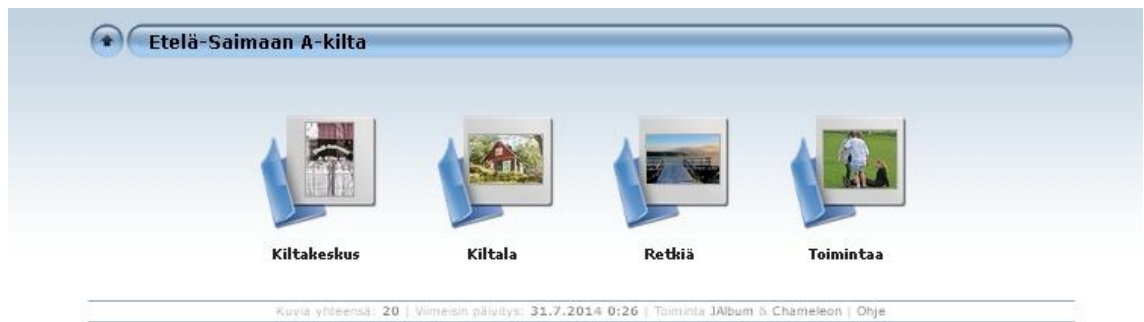 Etelä-Saimaan A-kilta
Kiltakeskus
Kiltala
Retkiä
Toimintaa
Kuvia yhteensä: 20 | Viimeisin päivitys: 31.7.2014 0:26 | Toiminta JAlbum & Chameleon | Ohje